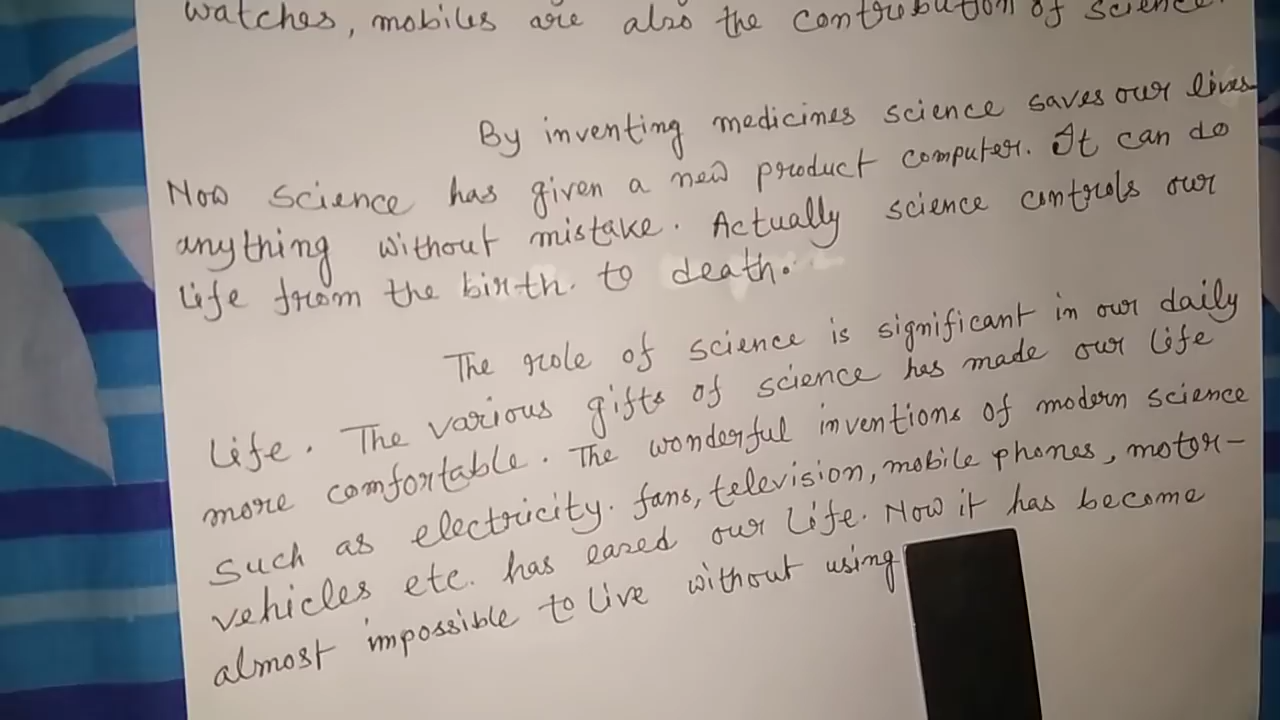 watches, mobiles are also the contribution of science.
By inventing medicines science saves our lives
Now science has given a new product computer. It can do
anything without mistake. Actually science controls our
life from the birth. to death.
The role of science is significant in our daily
life. The various gifts of science has made our life
more comfortable. The wonderful inventions of modern science
such as electricity. fans, television, mobile phones, motor-
vehicles etc. has eased our life. Now it has become
almost impossible to live without using